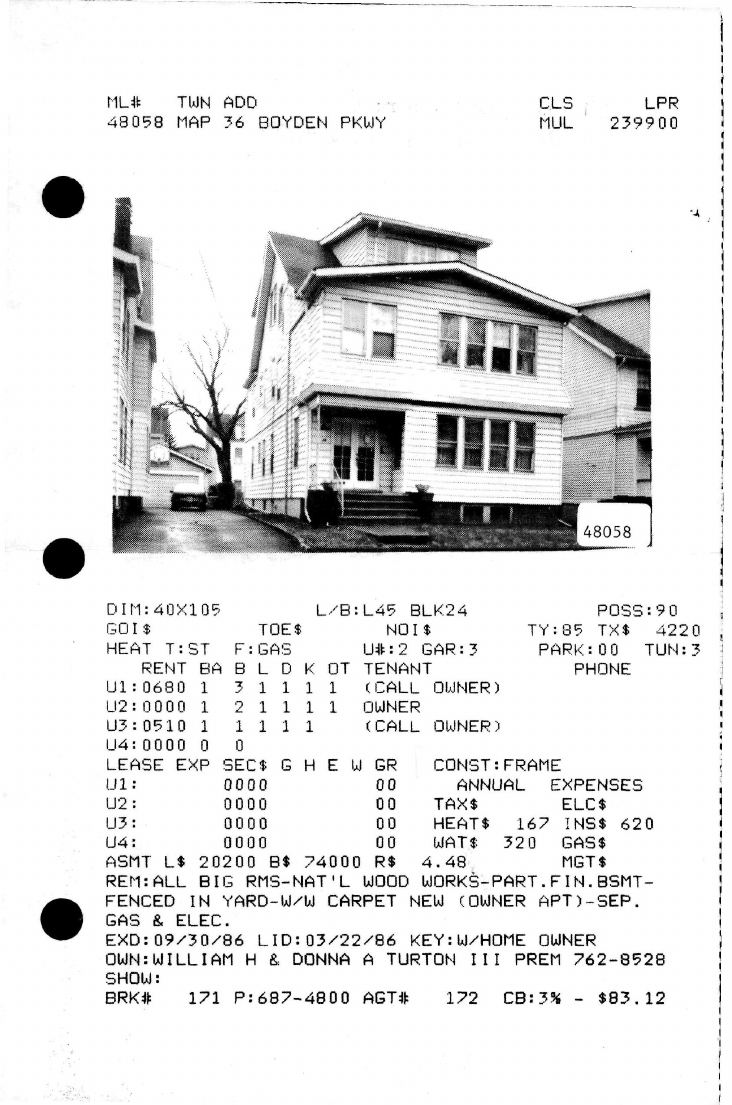 ML# TWN ADD CLS LPR
48058 MAP 36 BOYDEN PKWY MUL 239900
48058
DIM:40X105 L/B:L45 BLK24 POSS:90
GOI$ TOE$ NOI$ TY:85 TX$ 4220
HEAT T:ST F:GAS U#:2 GAR:3 PARK:00 TUN:3
RENT BA B L D K OT TENANT PHONE
U1:0680 1 3 1 1 1 1 (CALL OWNER)
U2:0000 1 2 1 1 1 1 OWNER
U3:0510 1 1 1 1 1 (CALL OWNER)
U4:0000 0 0
LEASE EXP SEC$ G H E W GR CONST:FRAME
U1: 0000 00 ANNUAL EXPENSES
U2: 0000 00 TAX$ ELC$
U3: 0000 00 HEAT$ 167 INS$ 620
U4: 0000 00 WAT$ 320 GAS$
ASMT L$ 20200 B$ 74000 R$ 4.48 MGT$
REM:ALL BIG RMS-NAT'L WOOD WORKS-PART.FIN.BSMT-
FENCED IN YARD-W/W CARPET NEW (OWNER APT)-SEP.
GAS & ELEC.
EXD:09/30/86 LID:03/22/86 KEY:W/HOME OWNER
OWN:WILLIAM H & DONNA A TURTON III PREM 762-8528
SHOW:
BRK# 171 P:687-4800 AGT# 172 CB:3% - $83.12